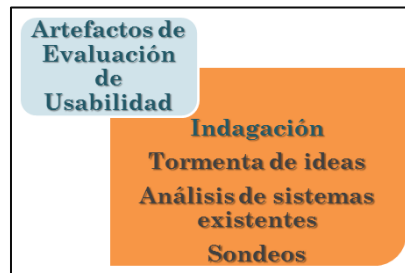 Artefactos de
Evaluación
de
Usabilidad
Indagación
Tormenta de ideas
Análisis de sistemas
existentes
Sondeos